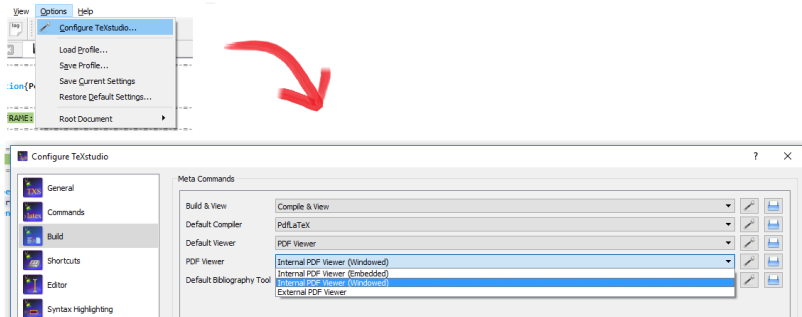 View Options Help
log
Configure TeXstudio...
Load Profile...
Save Profile...
Save Current Settings
Restore Default Settings...
Root Document
tion{P
FRAME:
Configure TeXstudio
? X
General
Commands
Build
Shortcuts
Editor
Syntax Highlighting
Meta Commands
Build & View Compile & View
Default Compiler PdfLaTeX
Default Viewer PDF Viewer
PDF Viewer Internal PDF Viewer (Windowed)
Internal PDF Viewer (Embedded)
Default Bibliography Tool Internal PDF Viewer (Windowed)
External PDF Viewer